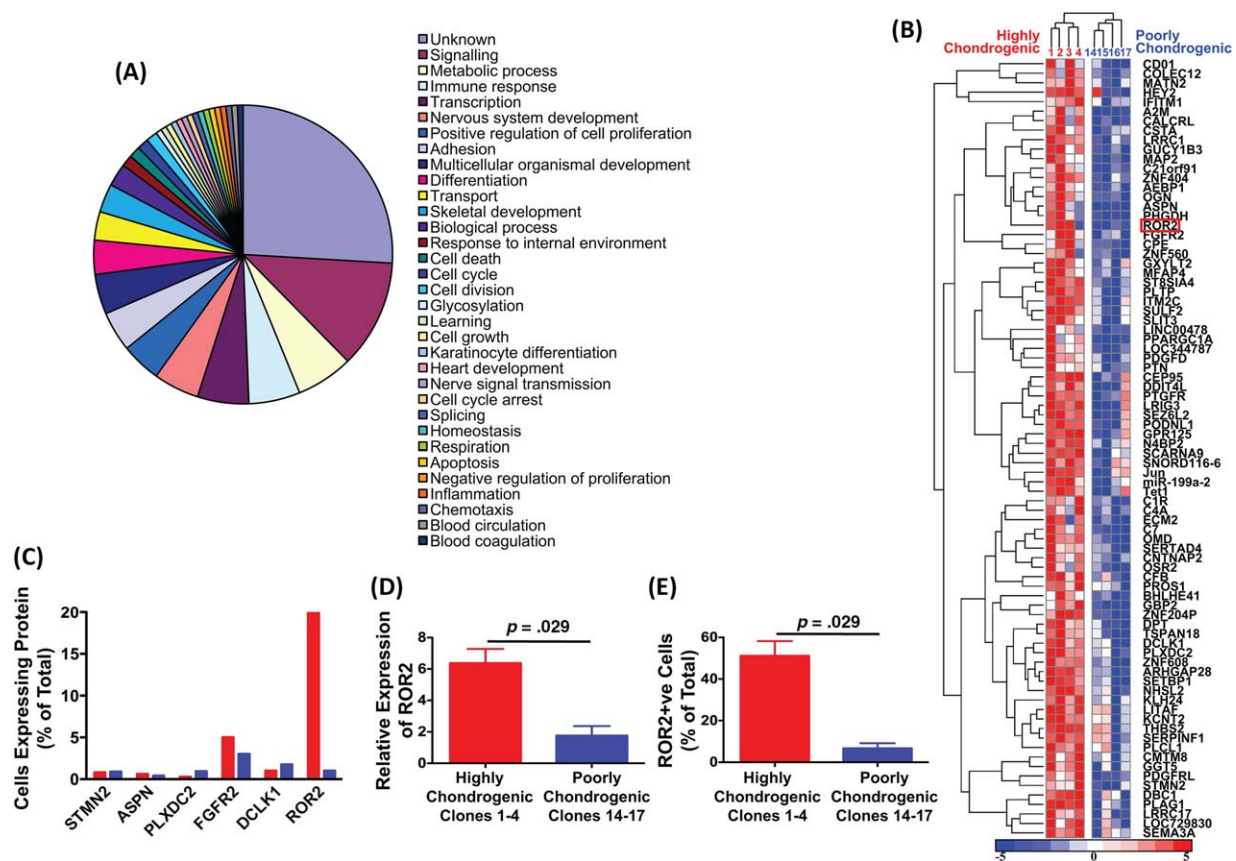 (A)
Unknown
Signalling
Metabolic process
Immune response
Transcription
Nervous system development
Positive regulation of cell proliferation
Adhesion
Multicellular organismal development
Differentiation
Transport
Skeletal development
Biological process
Response to internal environment
Cell death
Cell cycle
Cell division
Glycosylation
Learning
Cell growth
Karatinocyte differentiation
Heart development
Nerve signal transmission
Cell cycle arrest
Splicing
Homeostasis
Respiration
Apoptosis
Negative regulation of proliferation
Inflammation
Chemotaxis
Blood circulation
Blood coagulation
(B)
Highly Chondrogenic
Poorly Chondrogenic
1 2 3 4 14 15 16 17
CD01
COLEC12
MATN2
HEY2
IFITM1
A2M
CALCRL
CSTA
LRRC1
GUCY1B3
MAP2
C21orf91
ZNF404
AEBP1
OGN
ASPN
PHGDH
ROR2
FGFR2
CPE
ZNF560
GXYLT2
MFAP4
ST8SIA4
PLTP
ITM2C
SULF2
SLIT3
LINC00478
PPARGC1A
LOC344787
PDGFD
PTN
CEP95
DDIT4L
PTGFR
LRIG3
SEZ6L2
PODNL1
GPR125
N4BP2
SCARNA9
SNORD116-6
Jun
miR-199a-2
Tet1
C1R
C4A
ECM2
C7
OMD
SERTAD4
CNTNAP2
OSR2
CFB
PROS1
BHLHE41
GBP2
ZNF204P
DPT
TSPAN18
DCLK1
PLXDC2
ZNF608
ARHGAP28
SETBP1
NHSL2
KLH24
LITAF
KCNT2
THBS2
SERPINF1
PLCL1
CMTM8
GGT5
PDGFRL
STMN2
DBC1
PLAG1
LRRC17
LOC729830
SEMA3A
-5 0 5
(C)
Cells Expressing Protein
(% of Total)
20
15
10
5
0
STMN2
ASPN
PLXDC2
FGFR2
DCLK1
ROR2
(D)
Relative Expression
of ROR2
8
6
4
2
0
p = .029
Highly
Chondrogenic
Clones 1-4
Poorly
Chondrogenic
Clones 14-17
(E)
ROR2+ve Cells
(% of Total)
60
40
20
0
p = .029
Highly
Chondrogenic
Clones 1-4
Poorly
Chondrogenic
Clones 14-17